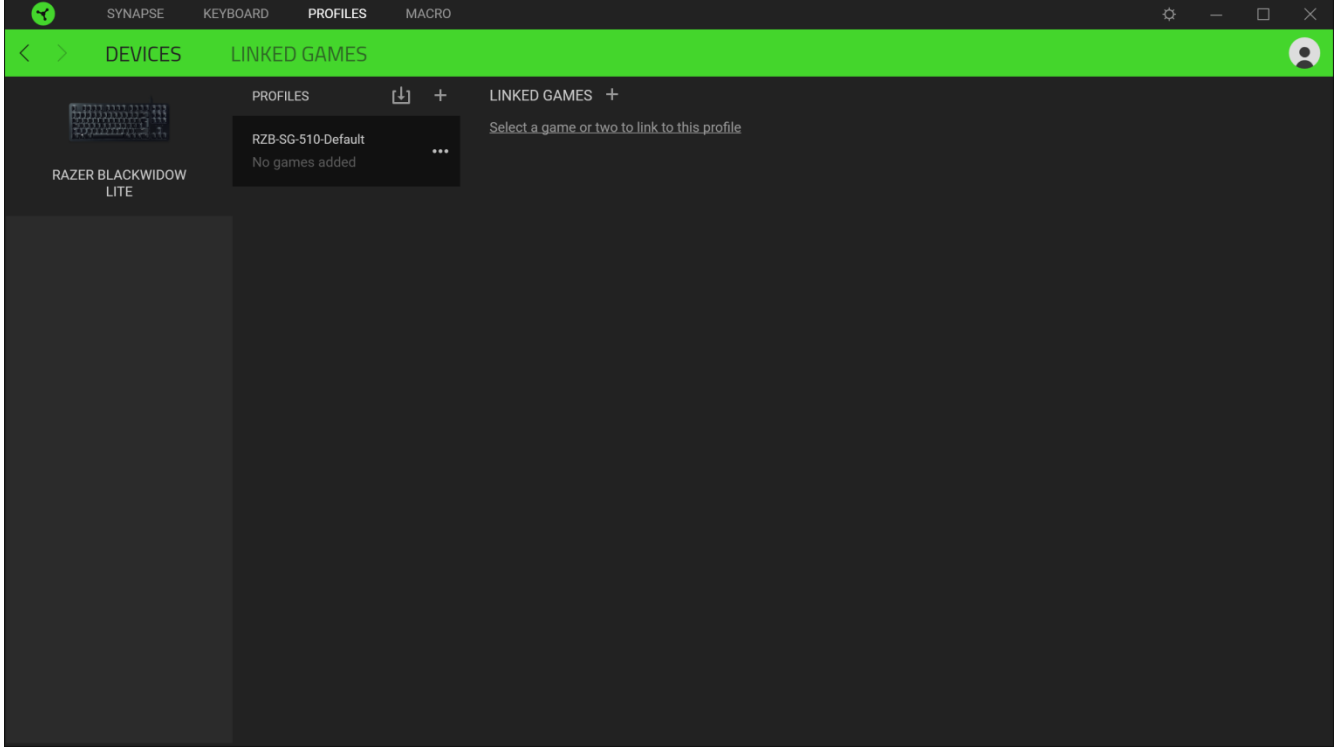 SYNAPSE KEYBOARD PROFILES MACRO
DEVICES LINKED GAMES
RAZER BLACKWIDOW
LITE
PROFILES
RZB-SG-510-Default
No games added
LINKED GAMES
Select a game or two to link to this profile